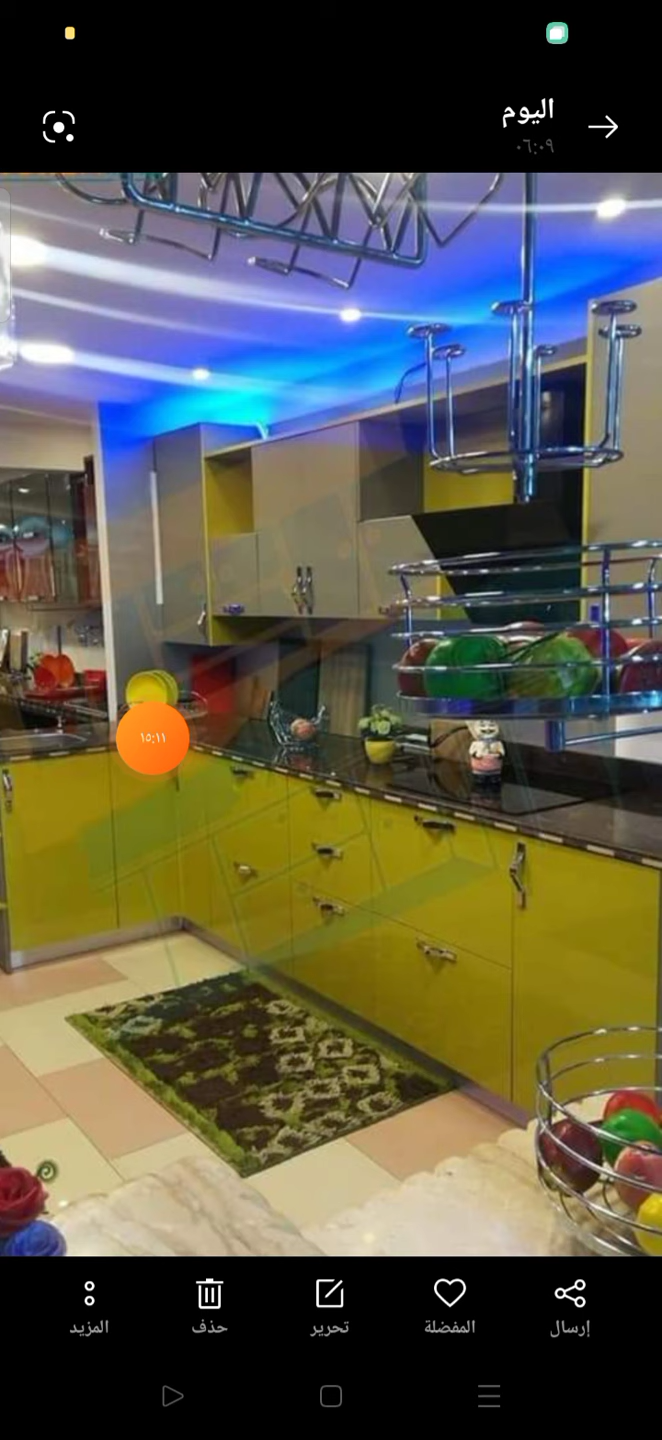 اليوم
٠٦:٠٩
١٥:١١
إرسال
المفضلة
تحرير
حذف
المزيد